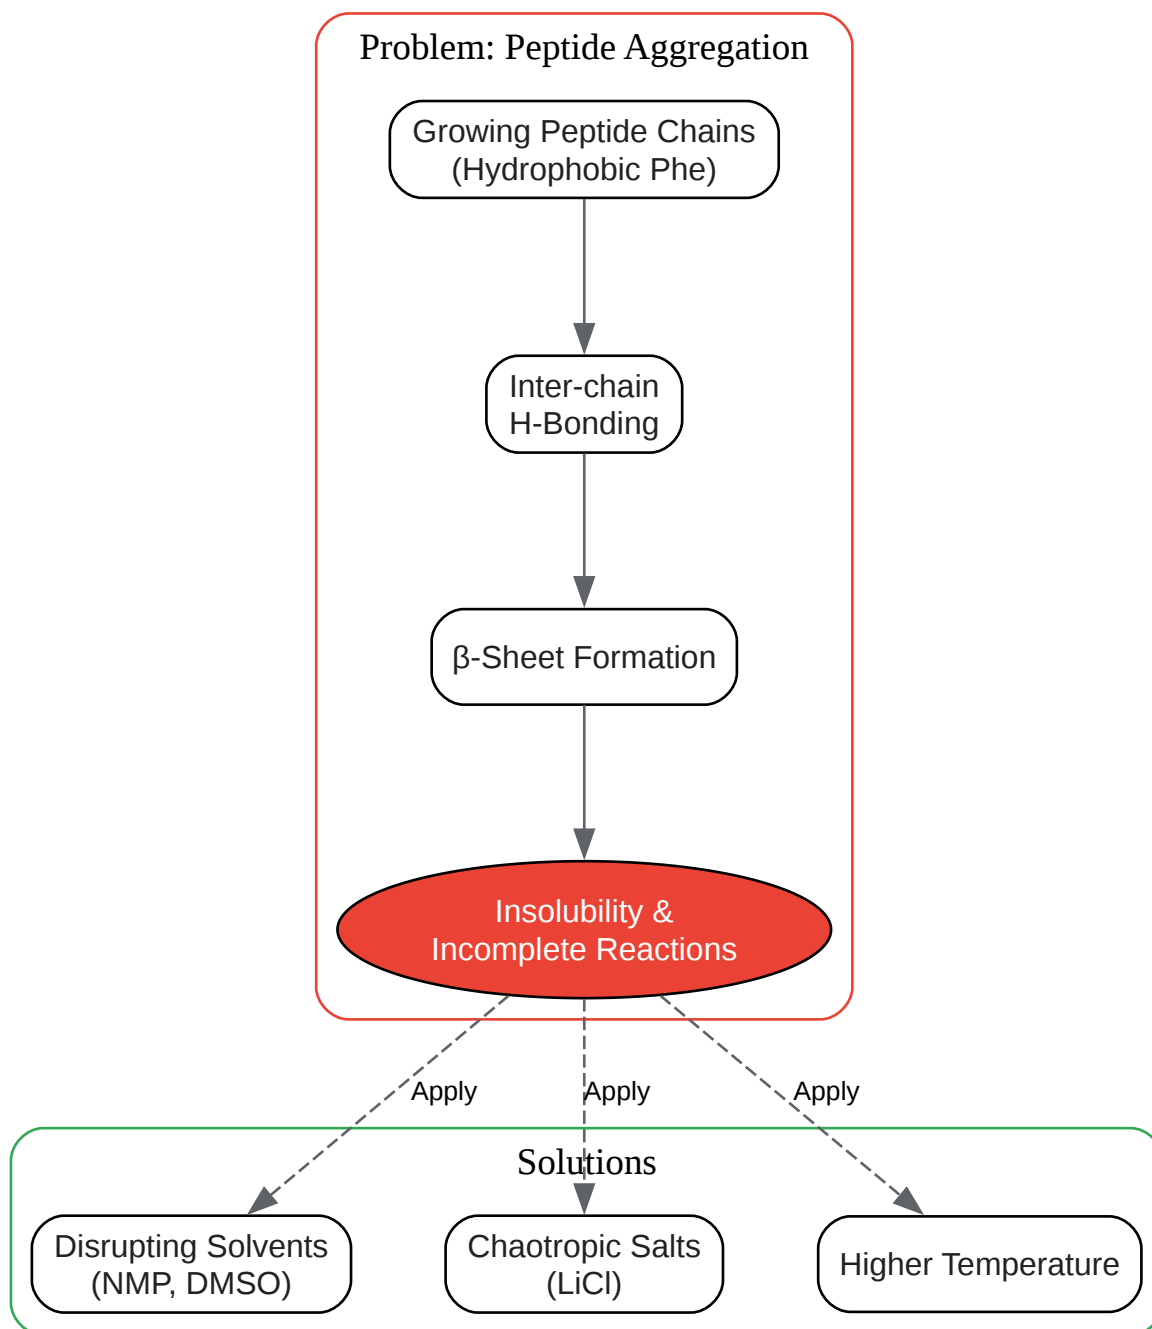 Problem: Peptide Aggregation
Growing Peptide Chains
(Hydrophobic Phe)
Inter-chain
H-Bonding
β-Sheet Formation
Insolubility &
Incomplete Reactions
Apply
Apply
Apply
Solutions
Disrupting Solvents
(NMP, DMSO)
Chaotropic Salts
(LiCl)
Higher Temperature